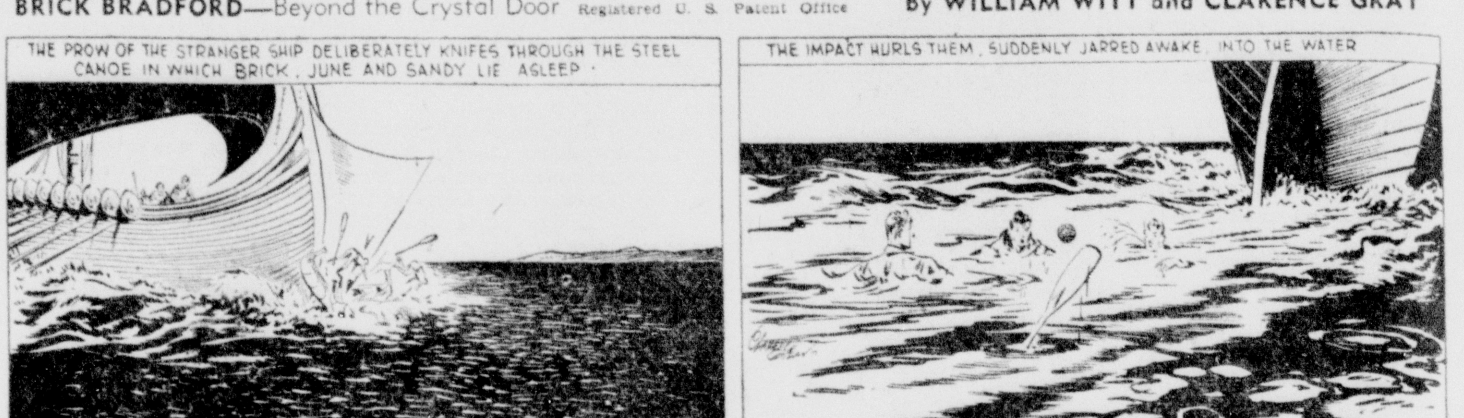 BRICK BRADFORD—Beyond the Crystal Door Registered U. S. Patent Office By WILLIAM WITT and CLARENCE GRAY
THE PROW OF THE STRANGER SHIP DELIBERATELY KNIFES THROUGH THE STEEL
CANOE IN WHICH BRICK, JUNE AND SANDY LIE ASLEEP.
THE IMPACT HURLS THEM, SUDDENLY JARRED AWAKE, INTO THE WATER